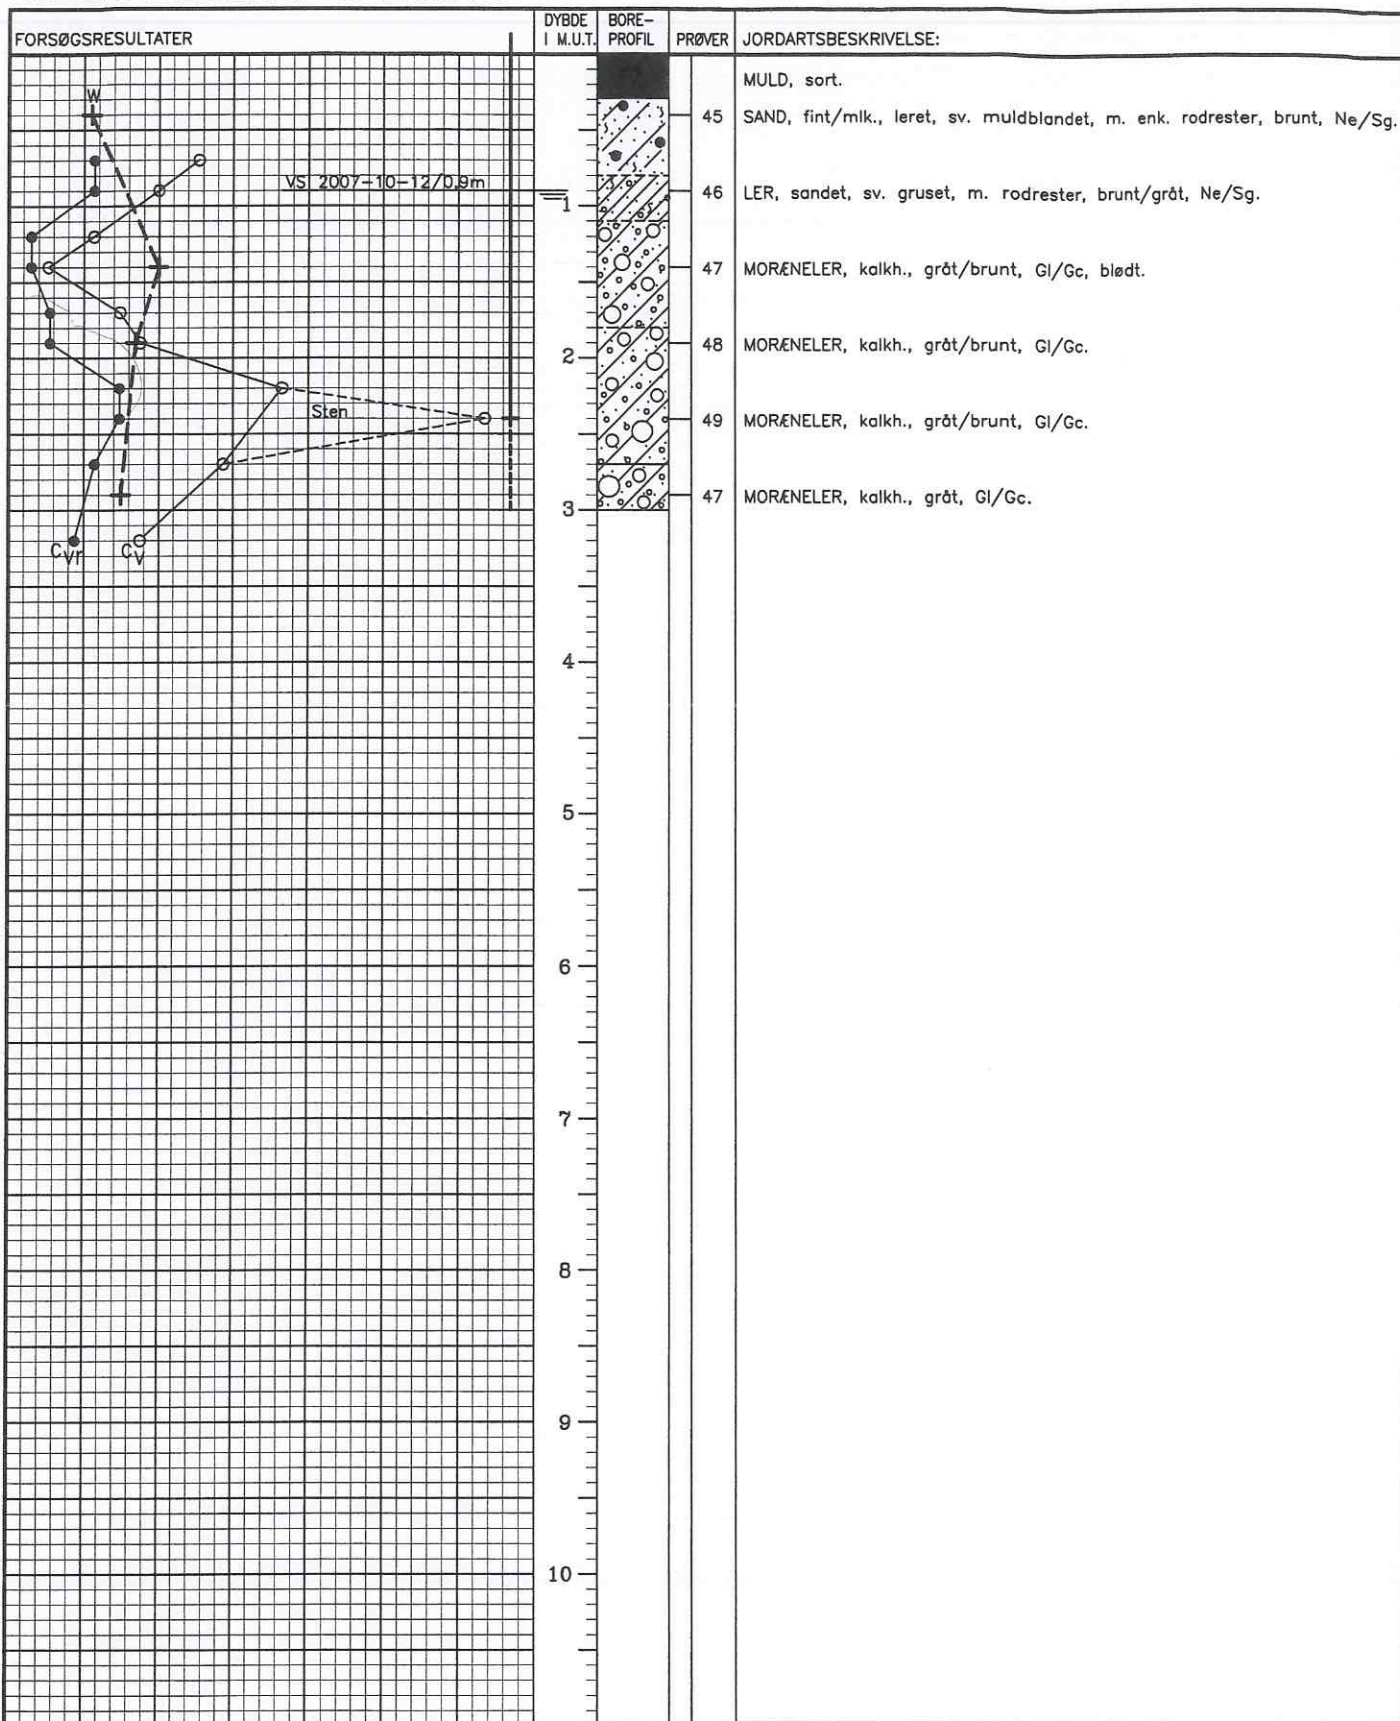 FORSØGSRESULTATER
DYBDE I M.U.T.
BORE-PROFIL
PRØVER
JORDARTSBESKRIVELSE:
MULD, sort.
W
45 SAND, fint/mlk., leret, sv. muldblandet, m. enk. rodrester, brunt, Ne/Sg.
VS 2007-10-12/0.9m
46 LER, sandet, sv. gruset, m. rodrester, brunt/gråt, Ne/Sg.
1
47 MORÆNELER, kalkh., gråt/brunt, Gl/Gc, blødt.
48 MORÆNELER, kalkh., gråt/brunt, Gl/Gc.
2
Sten
49 MORÆNELER, kalkh., gråt/brunt, Gl/Gc.
47 MORÆNELER, kalkh., gråt, Gl/Gc.
3
Cvr Cv
4
5
6
7
8
9
10